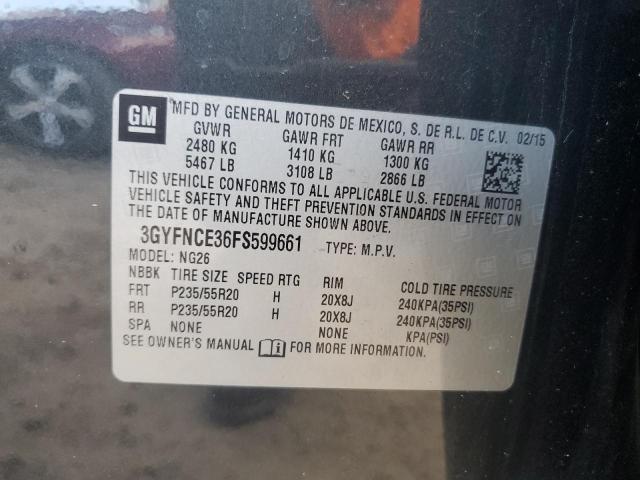 GM MFD BY GENERAL MOTORS DE MEXICO, S. DE R.L. DE C.V. 02/15
GVWR GAWR FRT GAWR RR
2480 KG 1410 KG 1300 KG
5467 LB 3108 LB 2866 LB
THIS VEHICLE CONFORMS TO ALL APPLICABLE U.S. FEDERAL MOTOR
VEHICLE SAFETY AND THEFT PREVENTION STANDARDS IN EFFECT ON
THE DATE OF MANUFACTURE SHOWN ABOVE.
3GYFNCE36FS599661 TYPE: M.P.V.
MODEL: NG26
NBBK TIRE SIZE SPEED RTG RIM COLD TIRE PRESSURE
FRT P235/55R20 H 20X8J 240KPA(35PSI)
RR P235/55R20 H 20X8J 240KPA(35PSI)
SPA NONE NONE KPA(PSI)
SEE OWNER'S MANUAL FOR MORE INFORMATION.